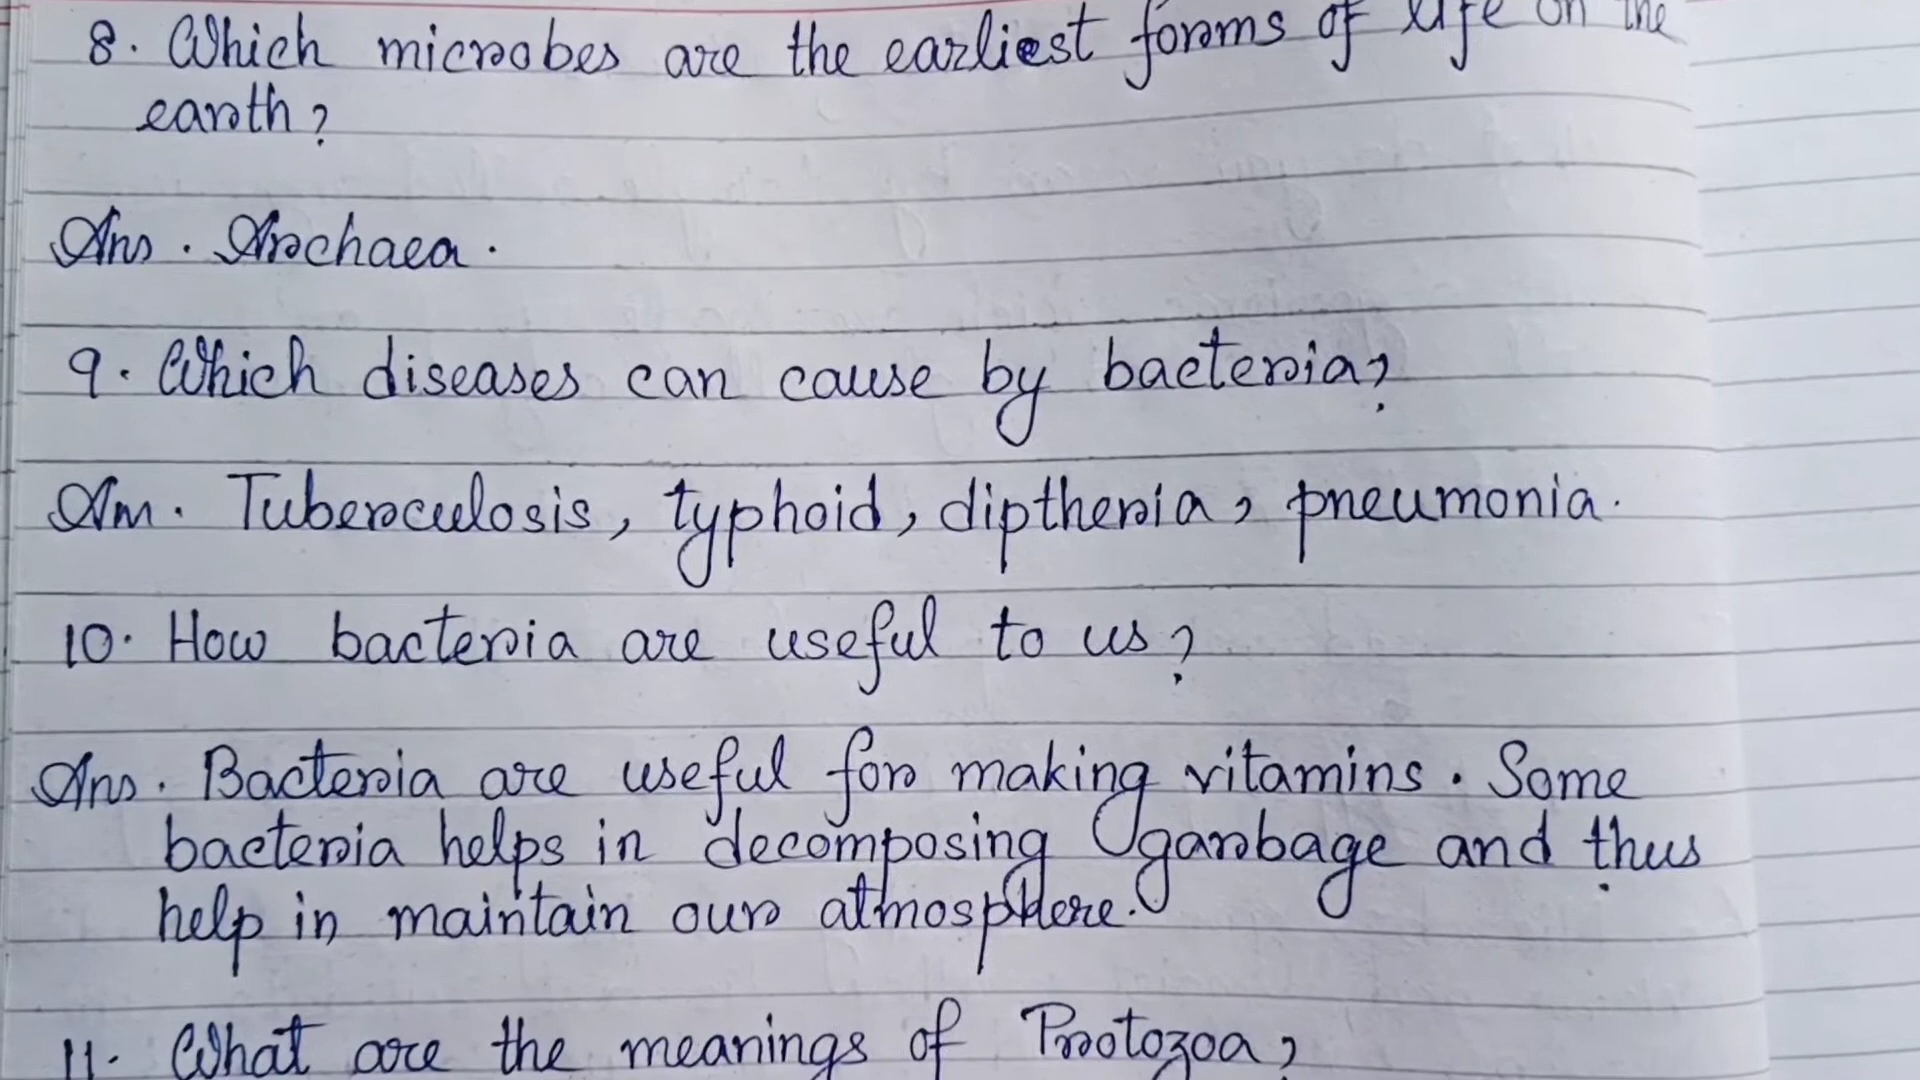 8. Which microbes are the earliest forms of life on the
earth?
Ans. Archaea.
9. Which diseases can cause by bacteria?
Ans. Tuberculosis, typhoid, diptheria, pneumonia.
10. How bacteria are useful to us?
Ans. Bacteria are useful for making vitamins. Some
bacteria helps in decomposing garbage and thus
help in maintain our atmosphere.
11. What are the meanings of Protozoa?